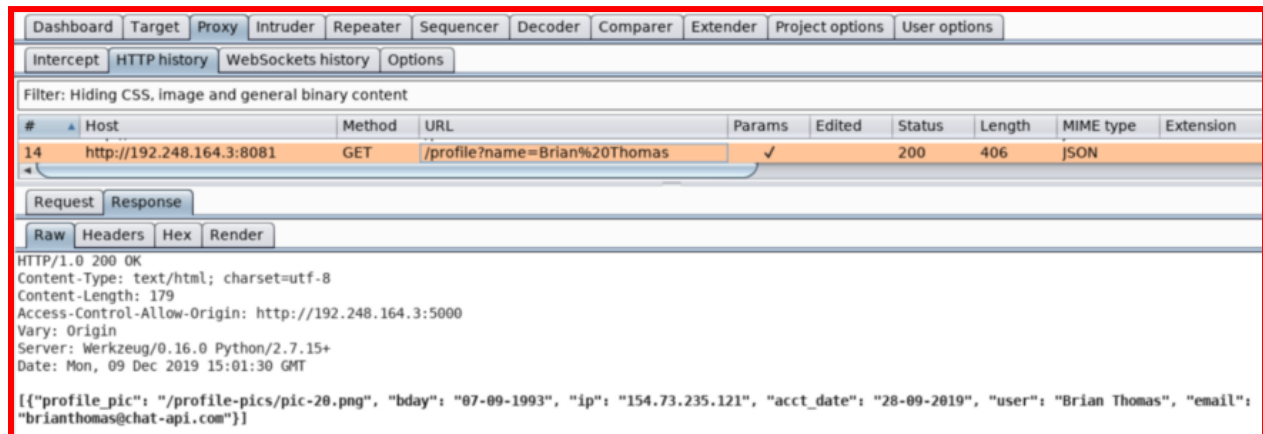 Dashboard Target Proxy Intruder Repeater Sequencer Decoder Comparer Extender Project options User options
Intercept HTTP history WebSockets history Options
Filter: Hiding CSS, image and general binary content
# Host Method URL Params Edited Status Length MIME type Extension
14 http://192.248.164.3:8081 GET /profile?name=Brian%20Thomas ✓ 200 406 JSON
Request Response
Raw Headers Hex Render
HTTP/1.0 200 OK
Content-Type: text/html; charset=utf-8
Content-Length: 179
Access-Control-Allow-Origin: http://192.248.164.3:5000
Vary: Origin
Server: Werkzeug/0.16.0 Python/2.7.15+
Date: Mon, 09 Dec 2019 15:01:30 GMT
[{"profile_pic": "/profile-pics/pic-20.png", "bday": "07-09-1993", "ip": "154.73.235.121", "acct_date": "28-09-2019", "user": "Brian Thomas", "email":
"brianthomas@chat-api.com"}]